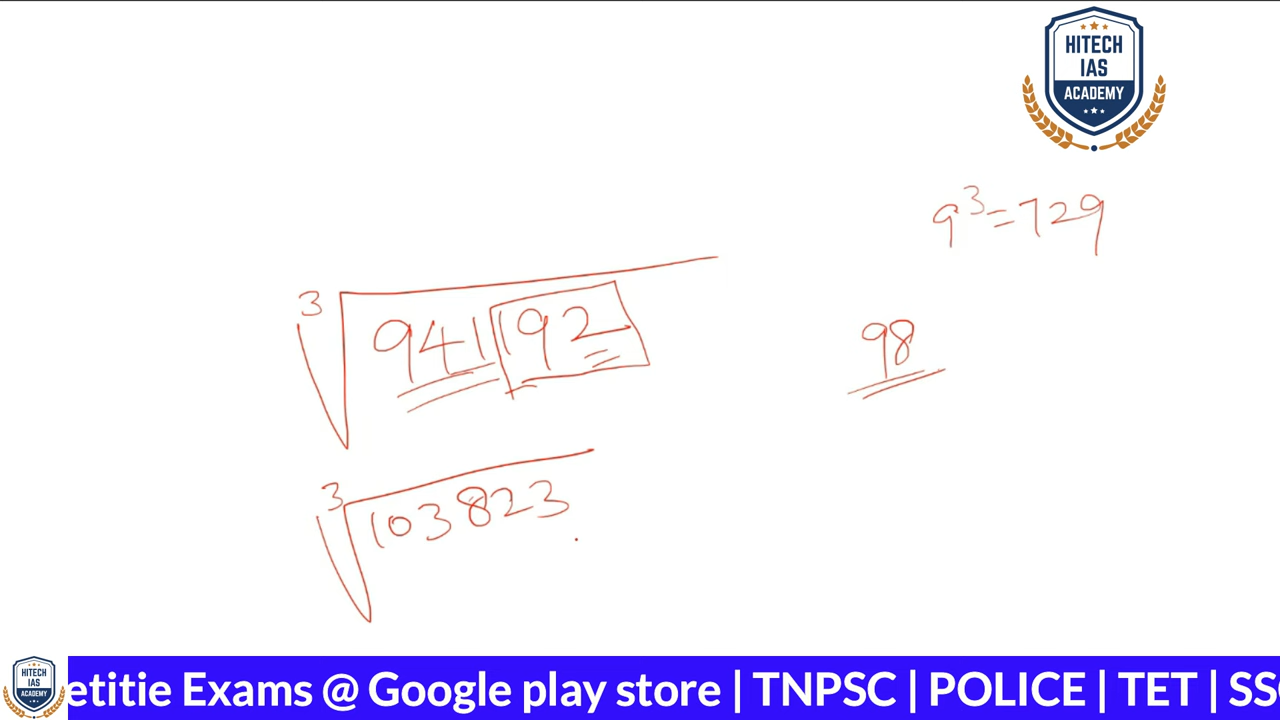 HITECH
IAS
ACADEMY
9³=729
³√941192
98
³√103823
HITECH
IAS
ACADEMY
etitie Exams @ Google play store | TNPSC | POLICE | TET | SS